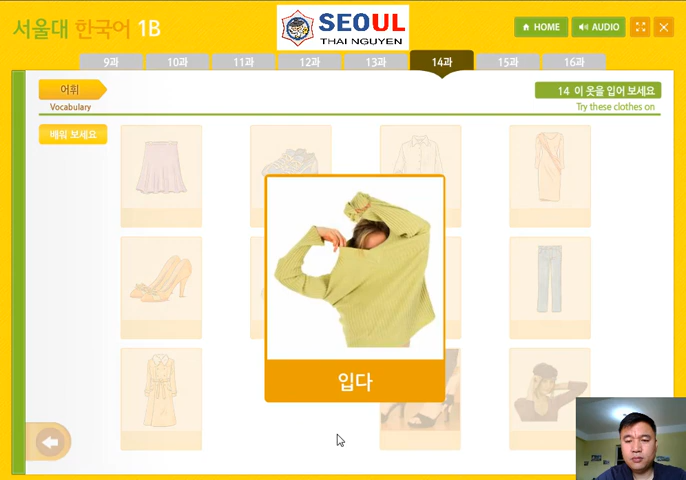 서울대 한국어 1B
SEOUL
THAI NGUYEN
HOME
AUDIO
9과
10과
11과
12과
13과
14과
15과
16과
어휘
Vocabulary
14 이 옷을 입어 보세요
Try these clothes on
배워 보세요
입다